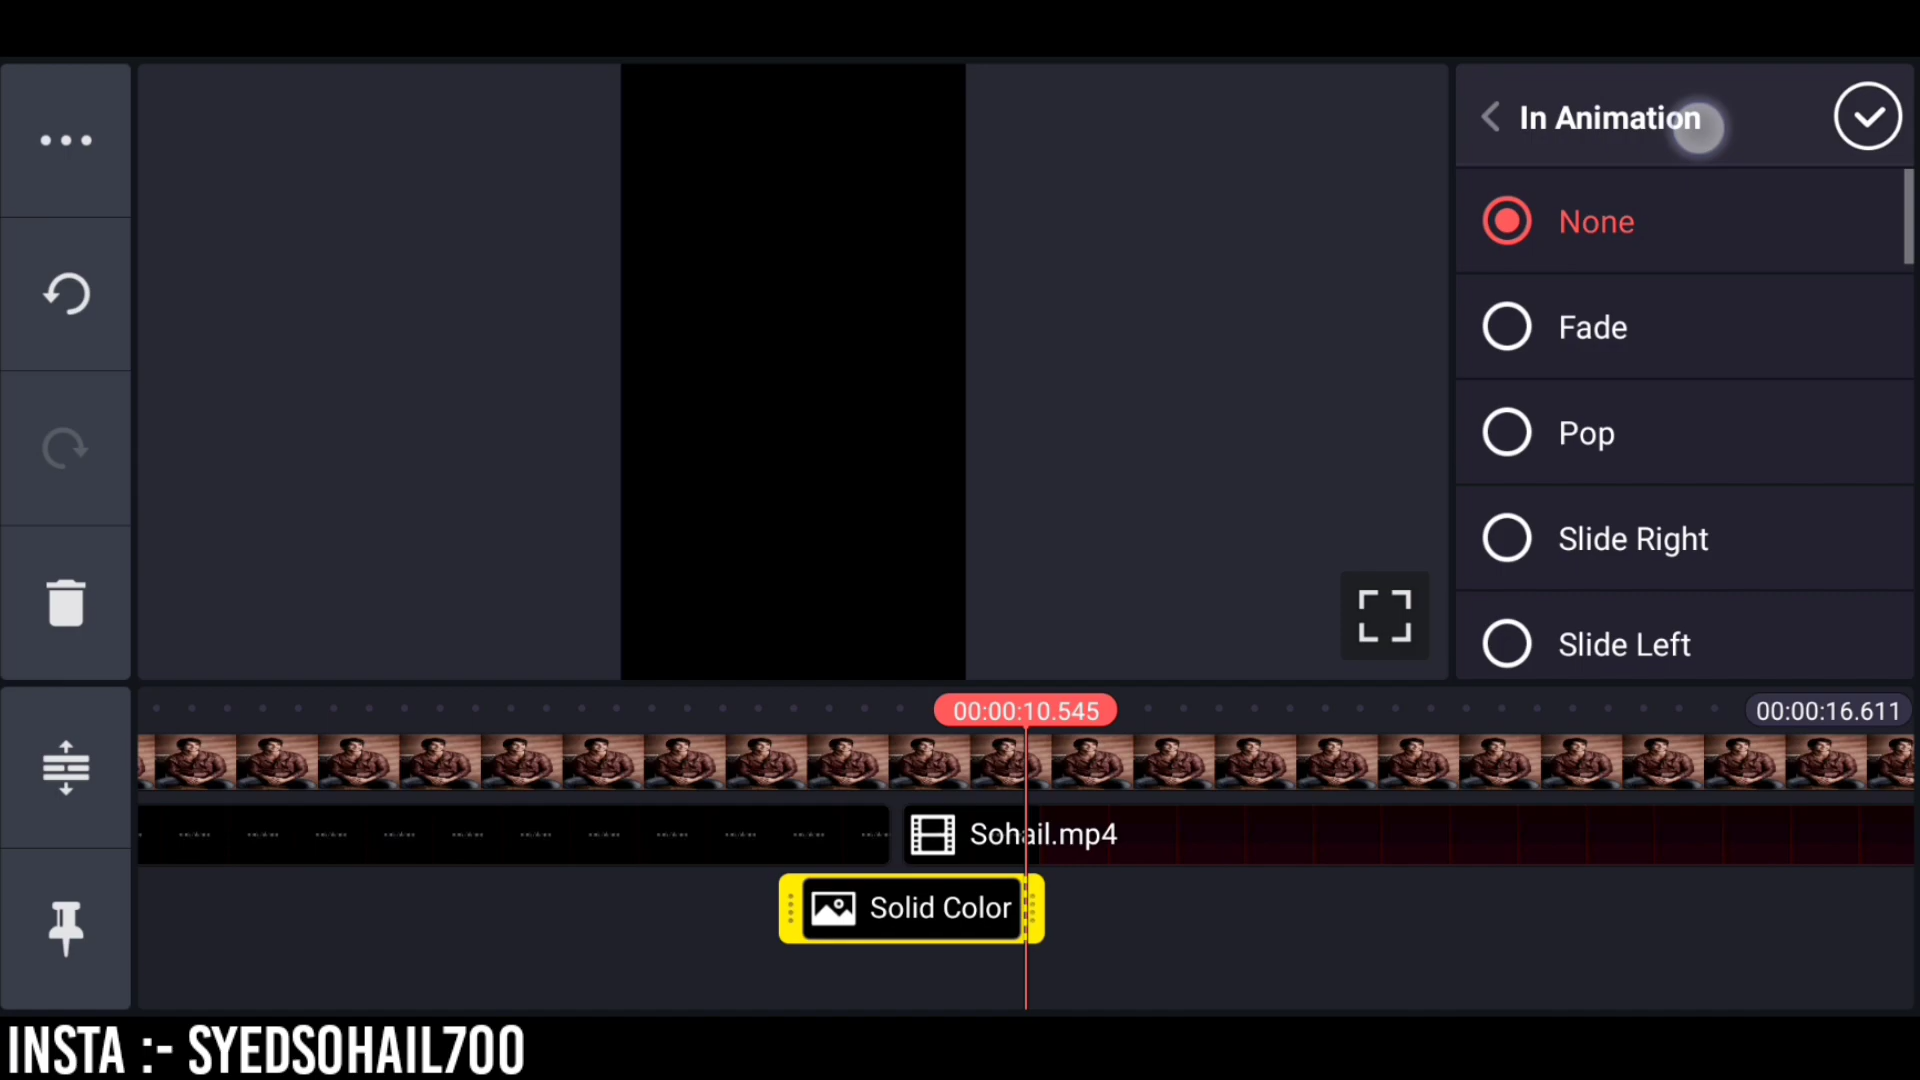 In Animation
None
Fade
Pop
Slide Right
Slide Left
00:00:10.545
00:00:16.611
Sohail.mp4
Solid Color
INSTA :- SYEDSOHAIL700